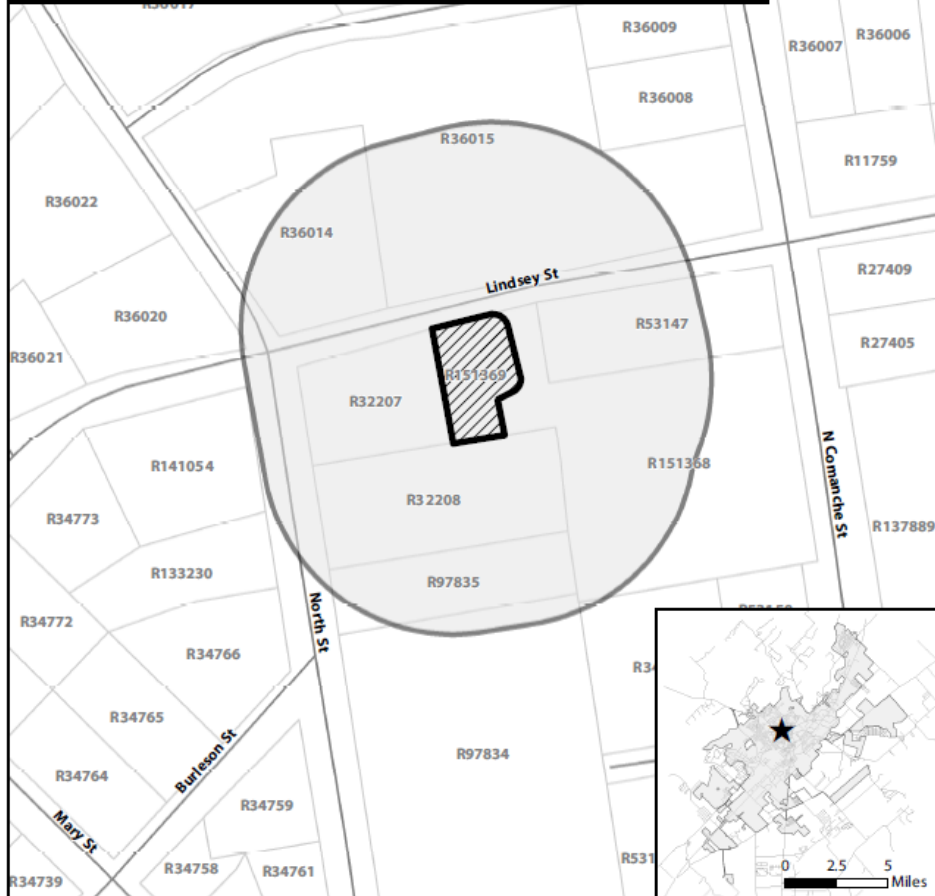 R36009
R36007
R36006
R36008
R36015
R11759
R36022
R36014
Lindsey St
R27409
R36020
R53147
R27405
R36021
R151369
R32207
R151368
N Comanche St
R141054
R32208
R34773
R137889
R133230
R97835
North St
R34772
R34766
R34765
R97834
Burleson St
R34764
R34759
Mary St
R34758
R34761
R34739
0 2.5 5
Miles